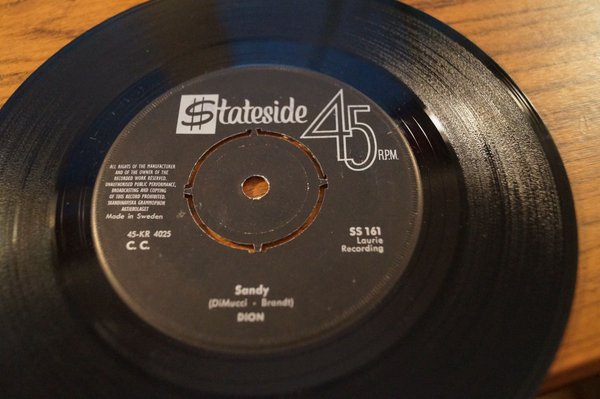 $tateside 45 R.P.M.
ALL RIGHTS OF THE MANUFACTURER
AND OF THE OWNER OF THE
RECORDED WORK RESERVED.
UNAUTHORISED PUBLIC PERFORMANCE,
BROADCASTING AND COPYING
OF THIS RECORD PROHIBITED.
SKANDINAVISKA GRAMMOPHON
AKTIEBOLAGET
Made in Sweden
45-KR 4025
C. C.
SS 161
Laurie
Recording
Sandy
(DiMucci - Brandt)
DION